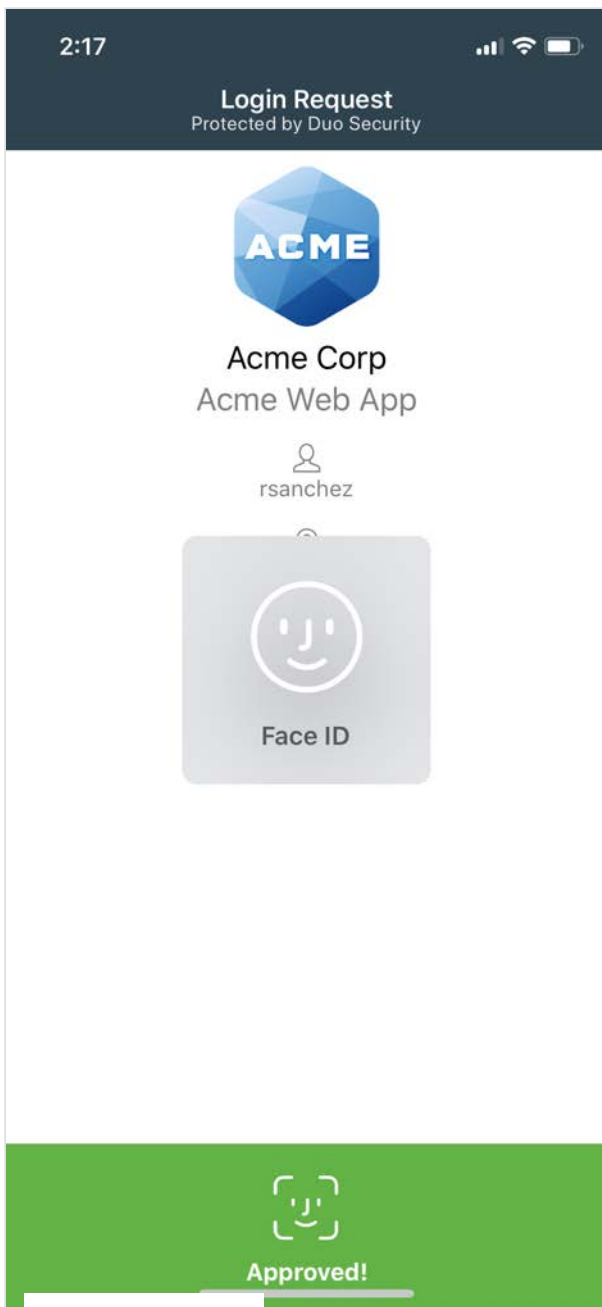 2:17
Login Request
Protected by Duo Security
ACME
Acme Corp
Acme Web App
rsanchez
Face ID
Approved!